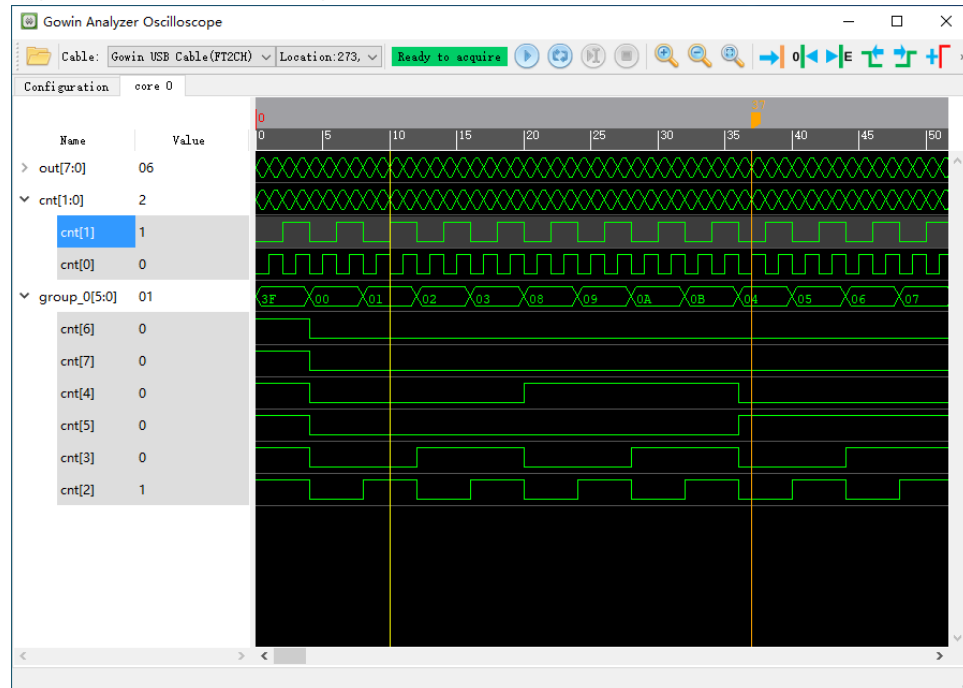 Gowin Analyzer Oscilloscope
Cable: Gowin USB Cable(FT2CH) Location:273, Ready to acquire
Configuration core 0
0 37
Name Value 0 5 10 15 20 25 30 35 40 45 50
out[7:0] 06
cnt[1:0] 2
cnt[1] 1
cnt[0] 0
group_0[5:0] 01 3F 00 01 02 03 08 09 0A 0B 04 05 06 07
cnt[6] 0
cnt[7] 0
cnt[4] 0
cnt[5] 0
cnt[3] 0
cnt[2] 1